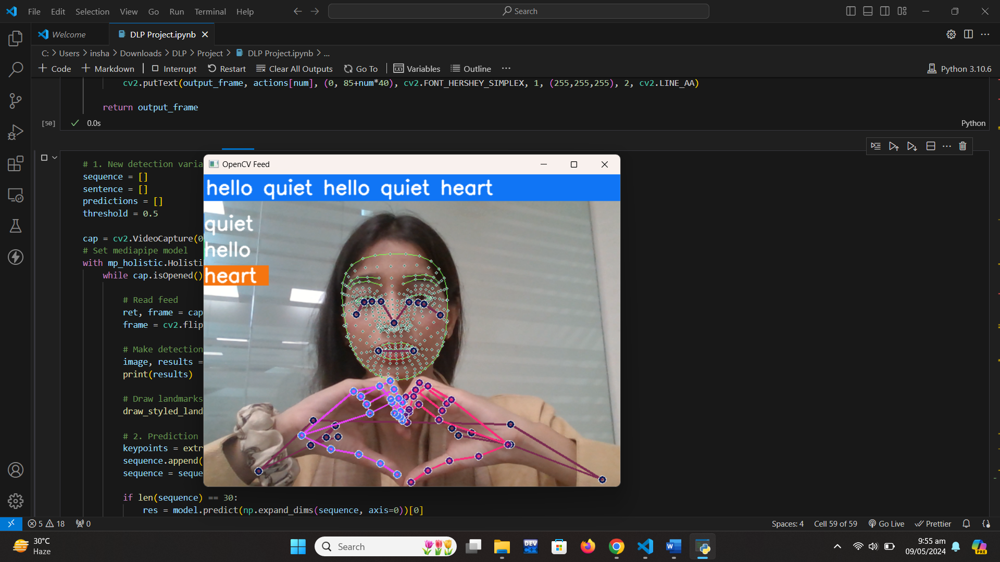 File Edit Selection View Go Run Terminal Help
Search
Welcome
DLP Project.ipynb
C: > Users > insha > Downloads > DLP > Project > DLP Project.ipynb > ...
+ Code + Markdown Interrupt Restart Clear All Outputs Go To Variables Outline ...
Python 3.10.6
cv2.putText(output_frame, actions[num], (0, 85+num*40), cv2.FONT_HERSHEY_SIMPLEX, 1, (255,255,255), 2, cv2.LINE_AA)
return output_frame
[50]
0.0s
Python
# 1. New detection varia
sequence = []
sentence = []
predictions = []
threshold = 0.5
cap = cv2.VideoCapture(0
# Set mediapipe model
with mp_holistic.Holisti
while cap.isOpened()
# Read feed
ret, frame = cap
frame = cv2.flip
# Make detection
image, results =
print(results)
# Draw landmarks
draw_styled_land
# 2. Prediction
keypoints = extr
sequence.append(
sequence = seque
if len(sequence) == 30:
res = model.predict(np.expand_dims(sequence, axis=0))[0]
OpenCV Feed
hello quiet hello quiet heart
quiet
hello
heart
5 18 0
Spaces: 4 Cell 59 of 59 Go Live Prettier
30°C
Haze
Search
DEV
C++
W
9:55 am
09/05/2024
PRE